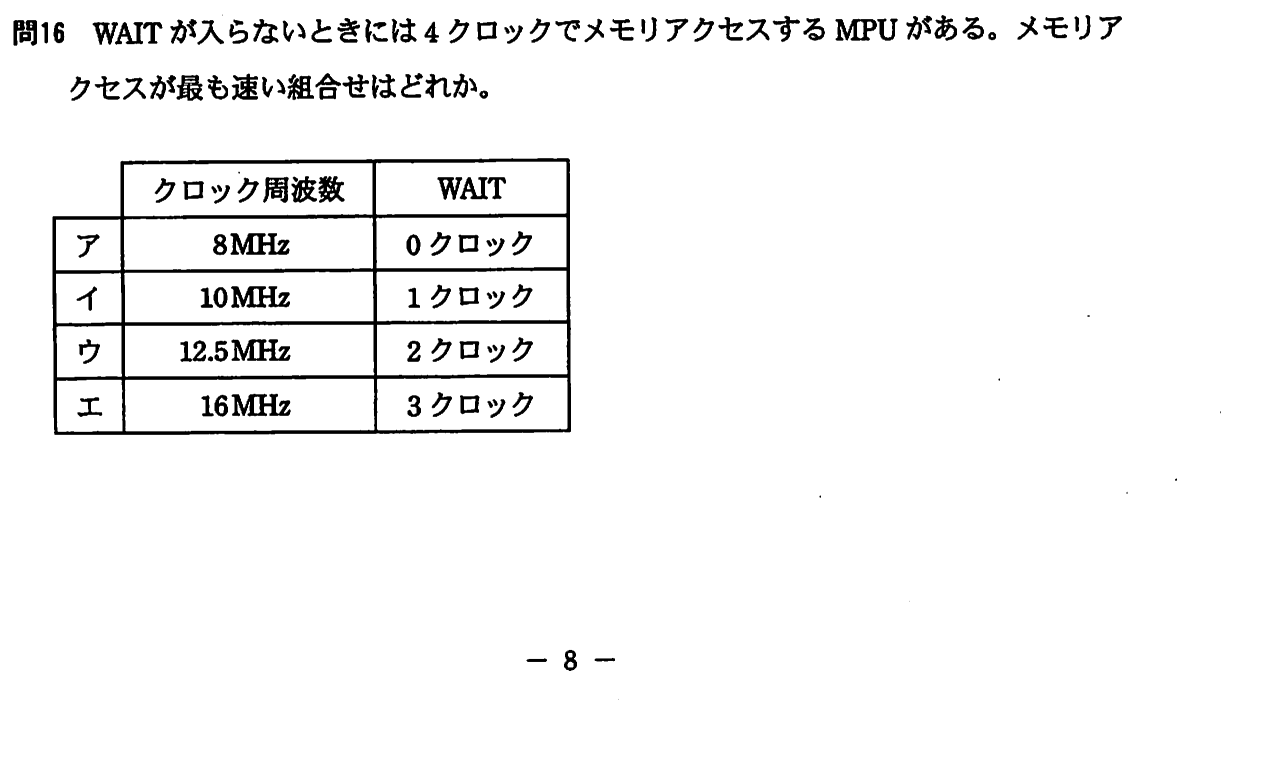 問16 WAIT が入らないときには 4 クロックでメモリアクセスする MPU がある。メモリア
クセスが最も速い組合せはどれか。
クロック周波数 WAIT
ア 8MHz 0 クロック
イ 10MHz 1 クロック
ウ 12.5MHz 2 クロック
エ 16MHz 3 クロック
— 8 —